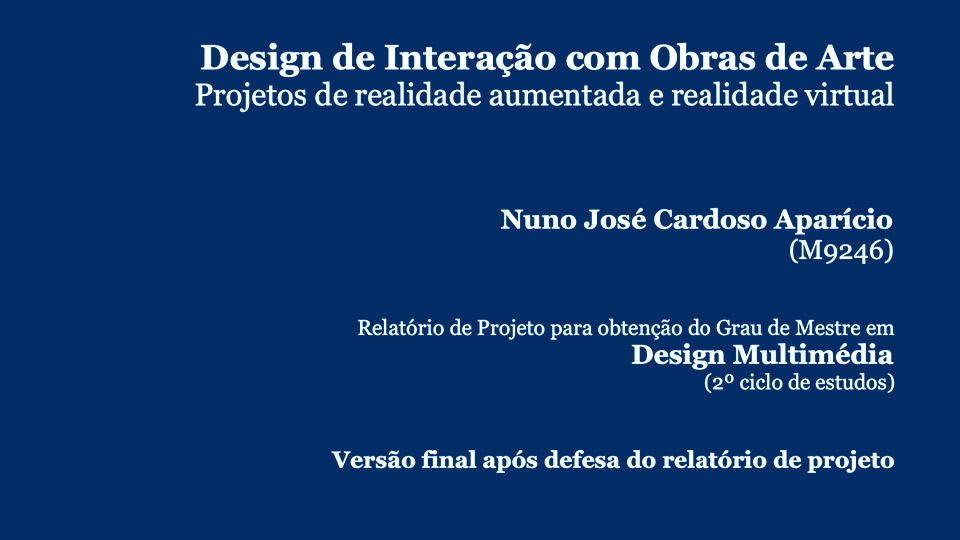 Design de Interação com Obras de Arte
Projetos de realidade aumentada e realidade virtual
Nuno José Cardoso Aparício
(M9246)
Relatório de Projeto para obtenção do Grau de Mestre em
Design Multimédia
(2º ciclo de estudos)
Versão final após defesa do relatório de projeto